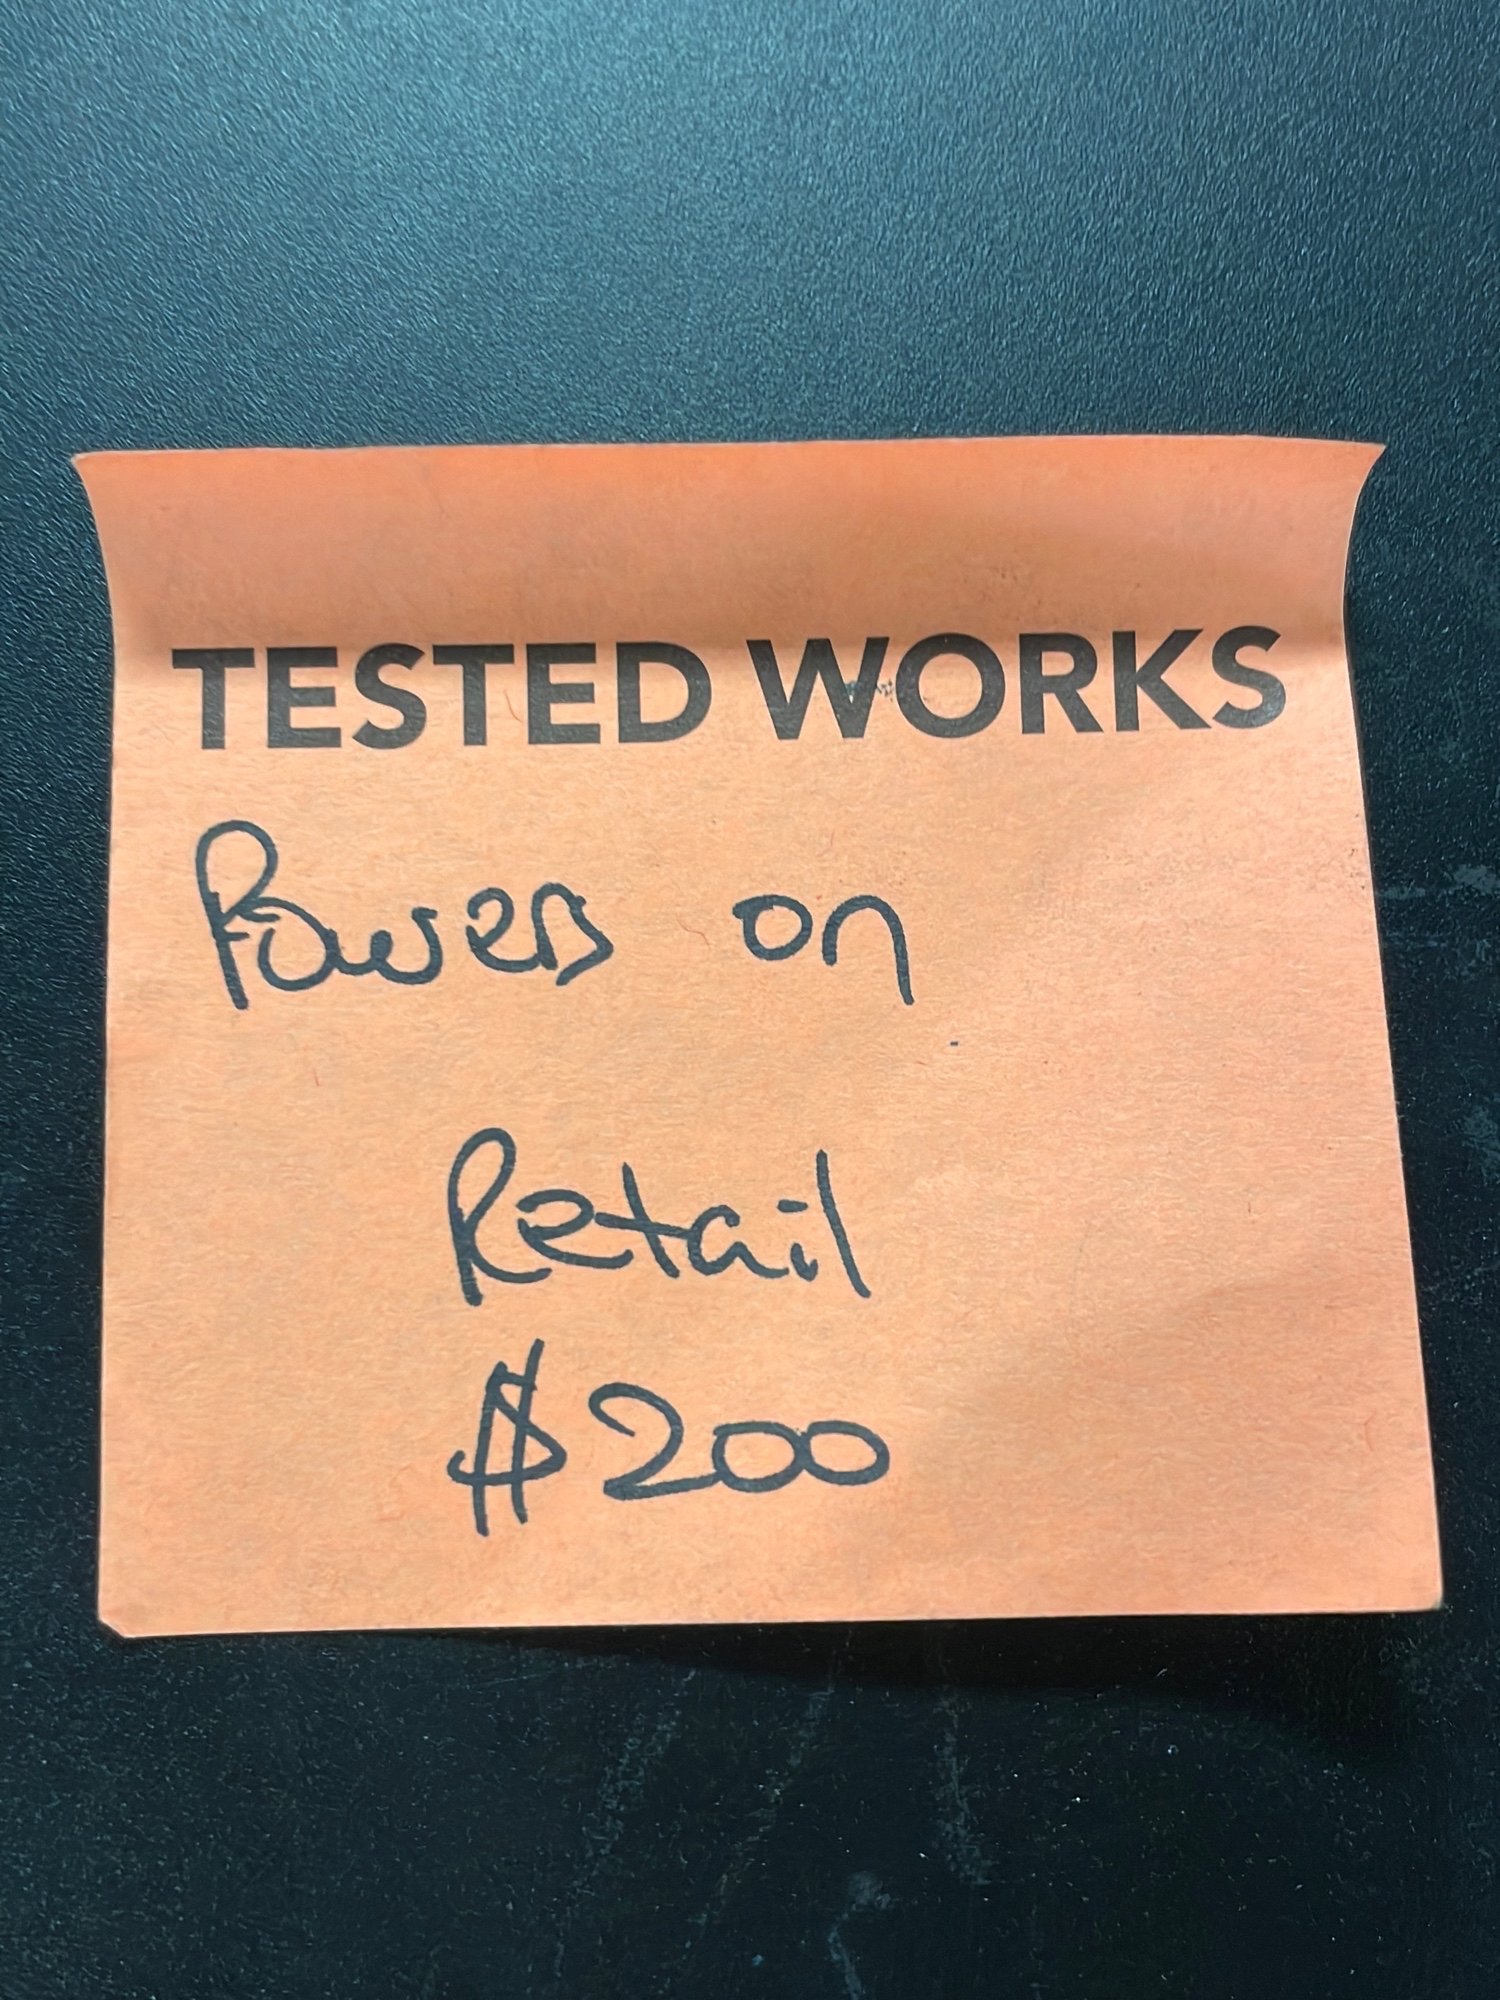 TESTED WORKS
Powers on
Retail
$200